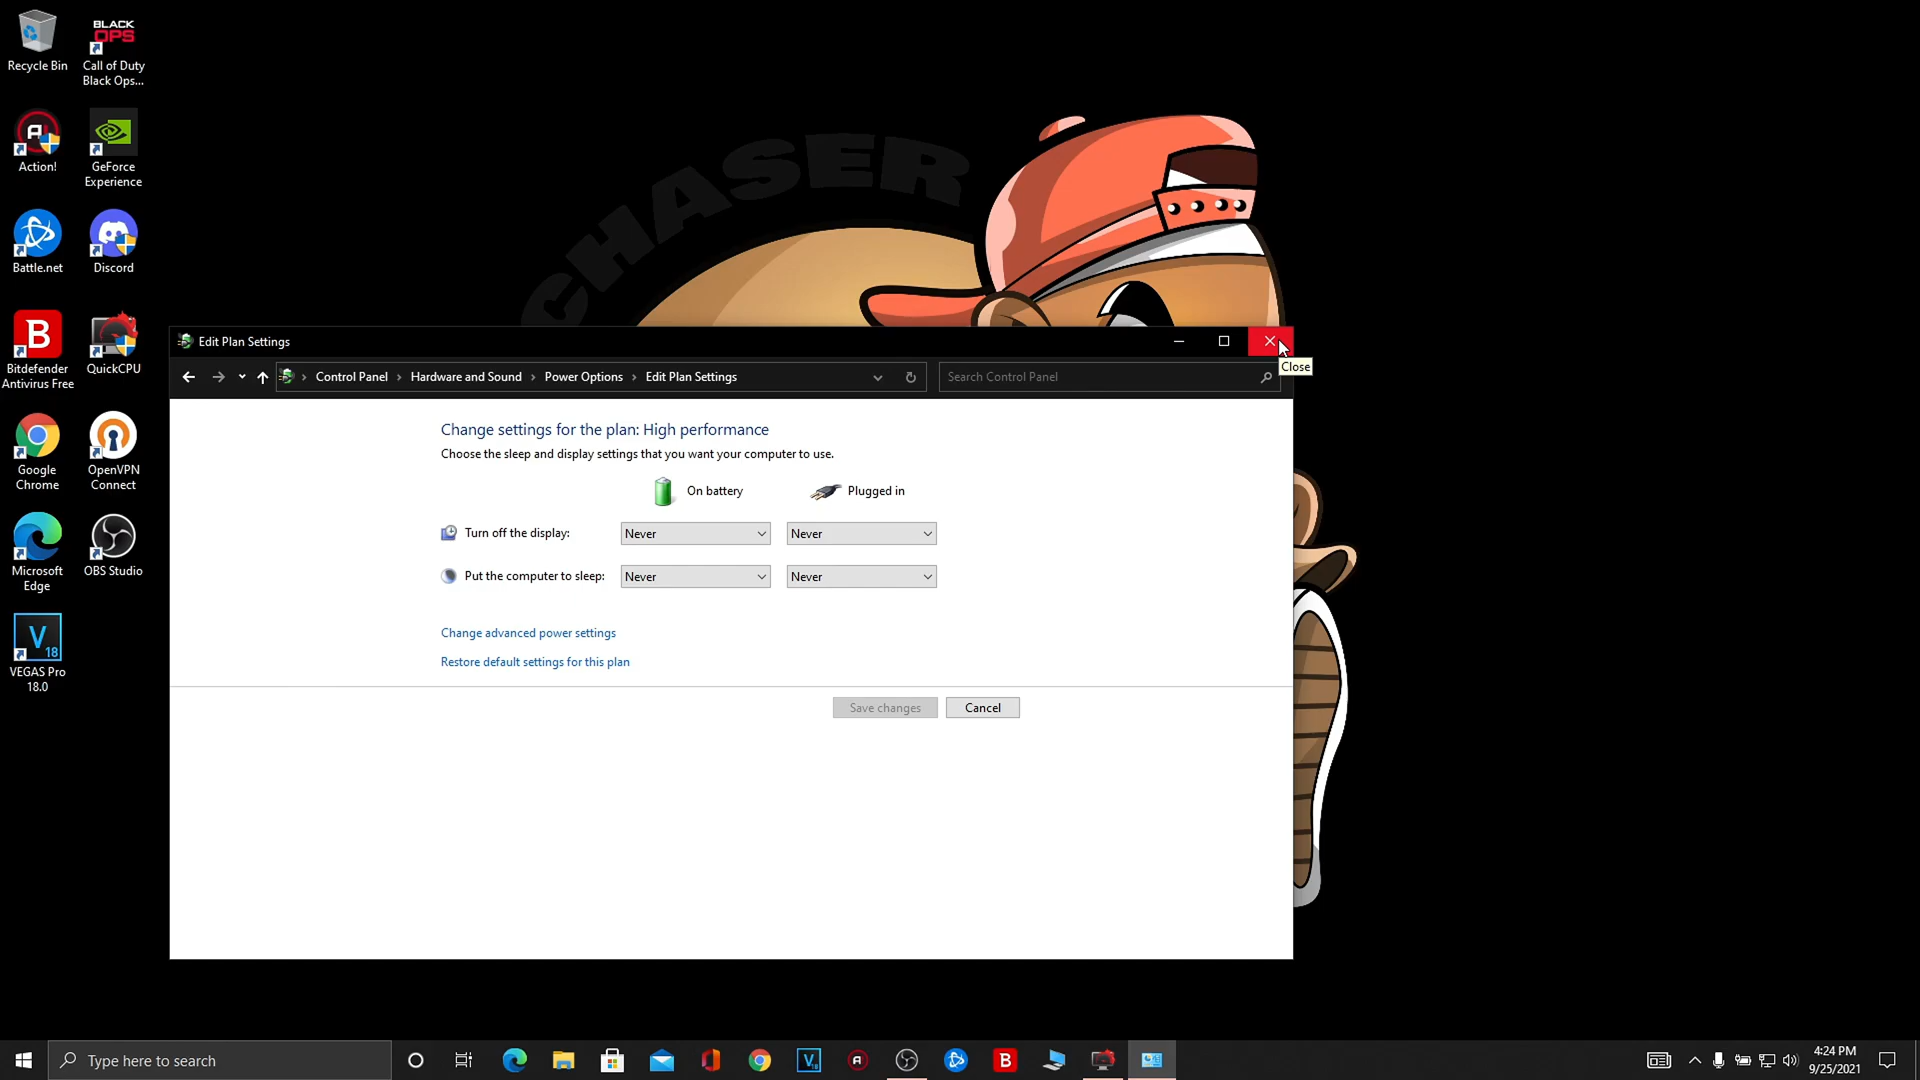 Recycle Bin
BLACK
OPS
Call of Duty
Black Ops...
Action!
GeForce
Experience
Battle.net
Discord
B
Bitdefender
Antivirus Free
QuickCPU
Google
Chrome
OpenVPN
Connect
Microsoft
Edge
OBS Studio
V
18
VEGAS Pro
18.0
CHASER
Edit Plan Settings
Close
Control Panel
Hardware and Sound
Power Options
Edit Plan Settings
Search Control Panel
Change settings for the plan: High performance
Choose the sleep and display settings that you want your computer to use.
On battery
Plugged in
Turn off the display:
Never
Never
Put the computer to sleep:
Never
Never
Change advanced power settings
Restore default settings for this plan
Save changes
Cancel
Type here to search
B
4:24 PM
9/25/2021